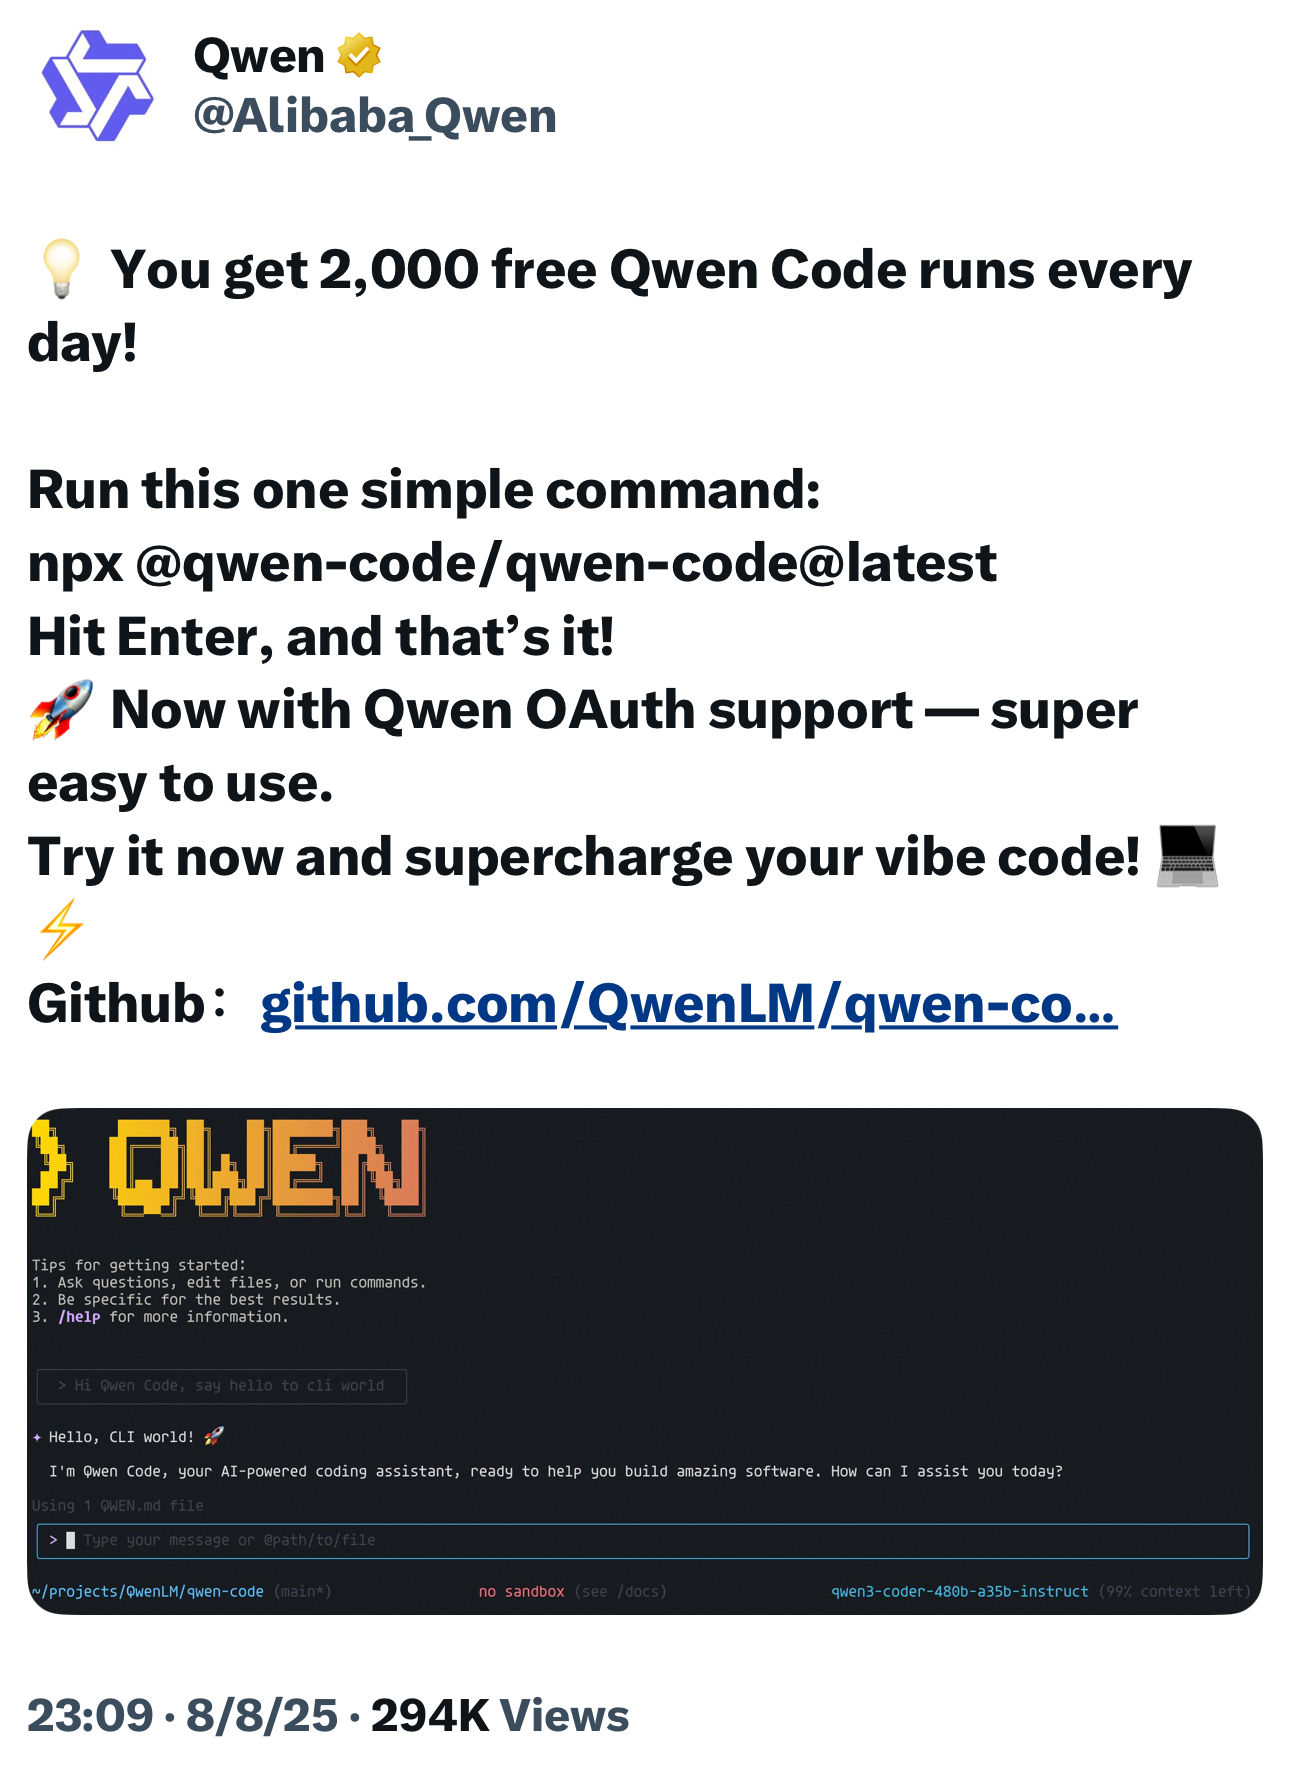 Qwen
@Alibaba_Qwen
💡 You get 2,000 free Qwen Code runs every
day!
Run this one simple command:
npx @qwen-code/qwen-code@latest
Hit Enter, and that’s it!
🚀 Now with Qwen OAuth support — super
easy to use.
Try it now and supercharge your vibe code! 💻
⚡
Github： github.com/QwenLM/qwen-co…
> QWEN
Tips for getting started:
1. Ask questions, edit files, or run commands.
2. Be specific for the best results.
3. /help for more information.
> Hi Qwen Code, say hello to cli world
✦ Hello, CLI world! 🚀
I'm Qwen Code, your AI-powered coding assistant, ready to help you build amazing software. How can I assist you today?
Using 1 QWEN.md file
> Type your message or @path/to/file
~/projects/QwenLM/qwen-code (main*) no sandbox (see /docs) qwen3-coder-480b-a35b-instruct (99% context left)
23:09 · 8/8/25 · 294K Views